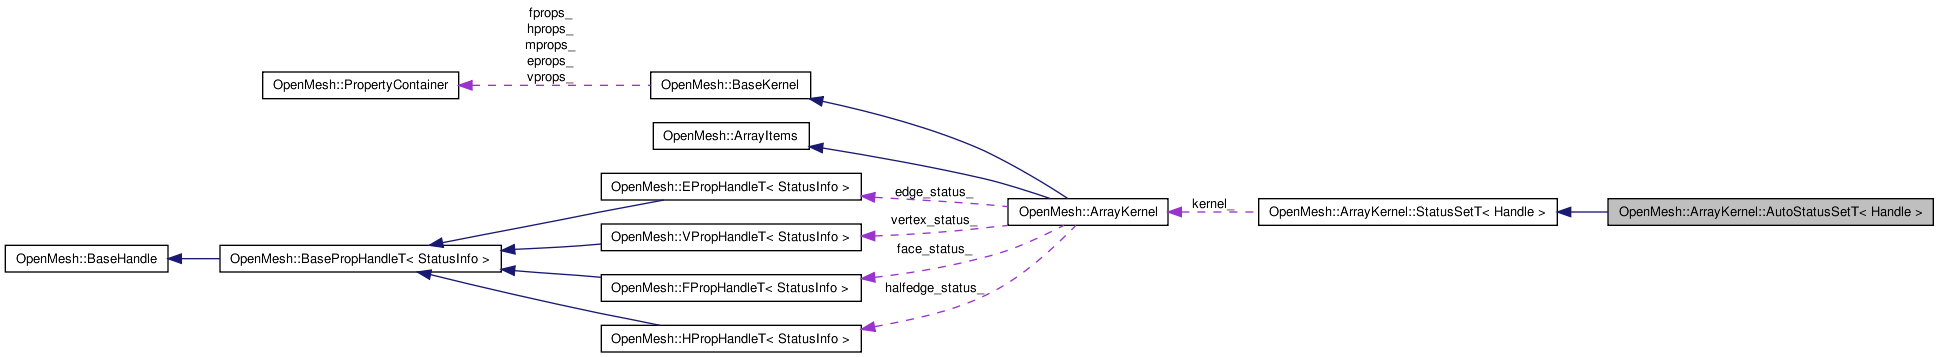 fprops_
hprops_
mprops_
eprops_
vprops_
OpenMesh::PropertyContainer
OpenMesh::BaseKernel
OpenMesh::ArrayItems
OpenMesh::EPropHandleT< StatusInfo >
edge_status_
OpenMesh::ArrayKernel
kernel_
OpenMesh::ArrayKernel::StatusSetT< Handle >
OpenMesh::ArrayKernel::AutoStatusSetT< Handle >
vertex_status_
OpenMesh::VPropHandleT< StatusInfo >
face_status_
OpenMesh::BaseHandle
OpenMesh::BasePropHandleT< StatusInfo >
OpenMesh::FPropHandleT< StatusInfo >
halfedge_status_
OpenMesh::HPropHandleT< StatusInfo >